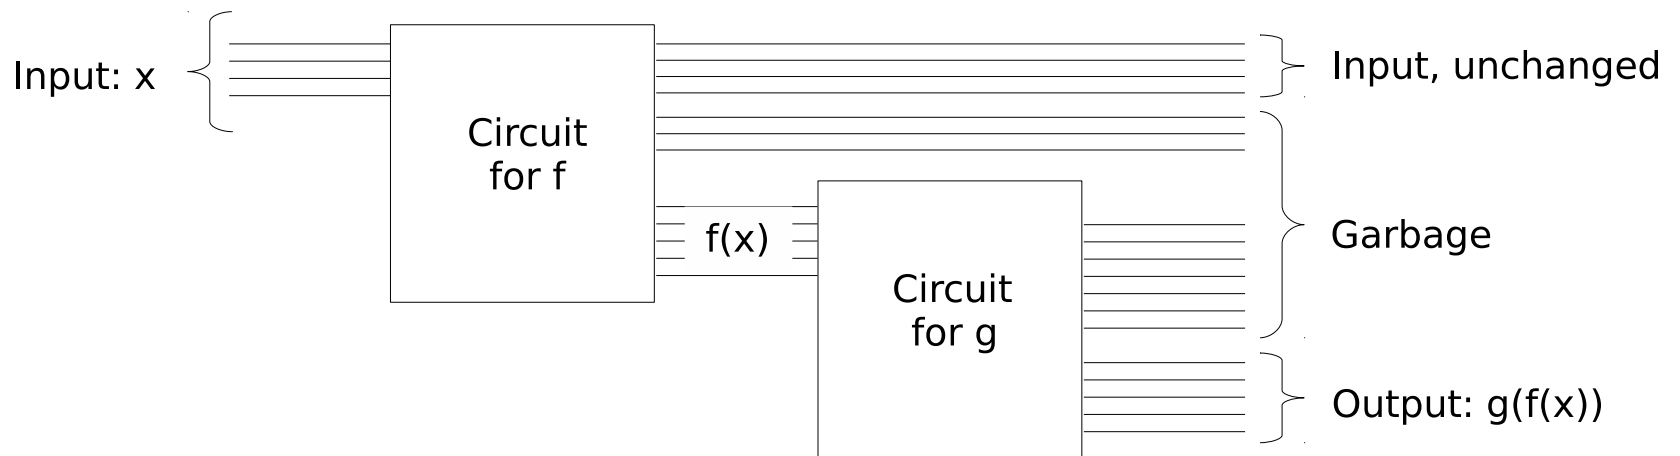 Input: x
Circuit
for f
f(x)
Circuit
for g
Input, unchanged
Garbage
Output: g(f(x))